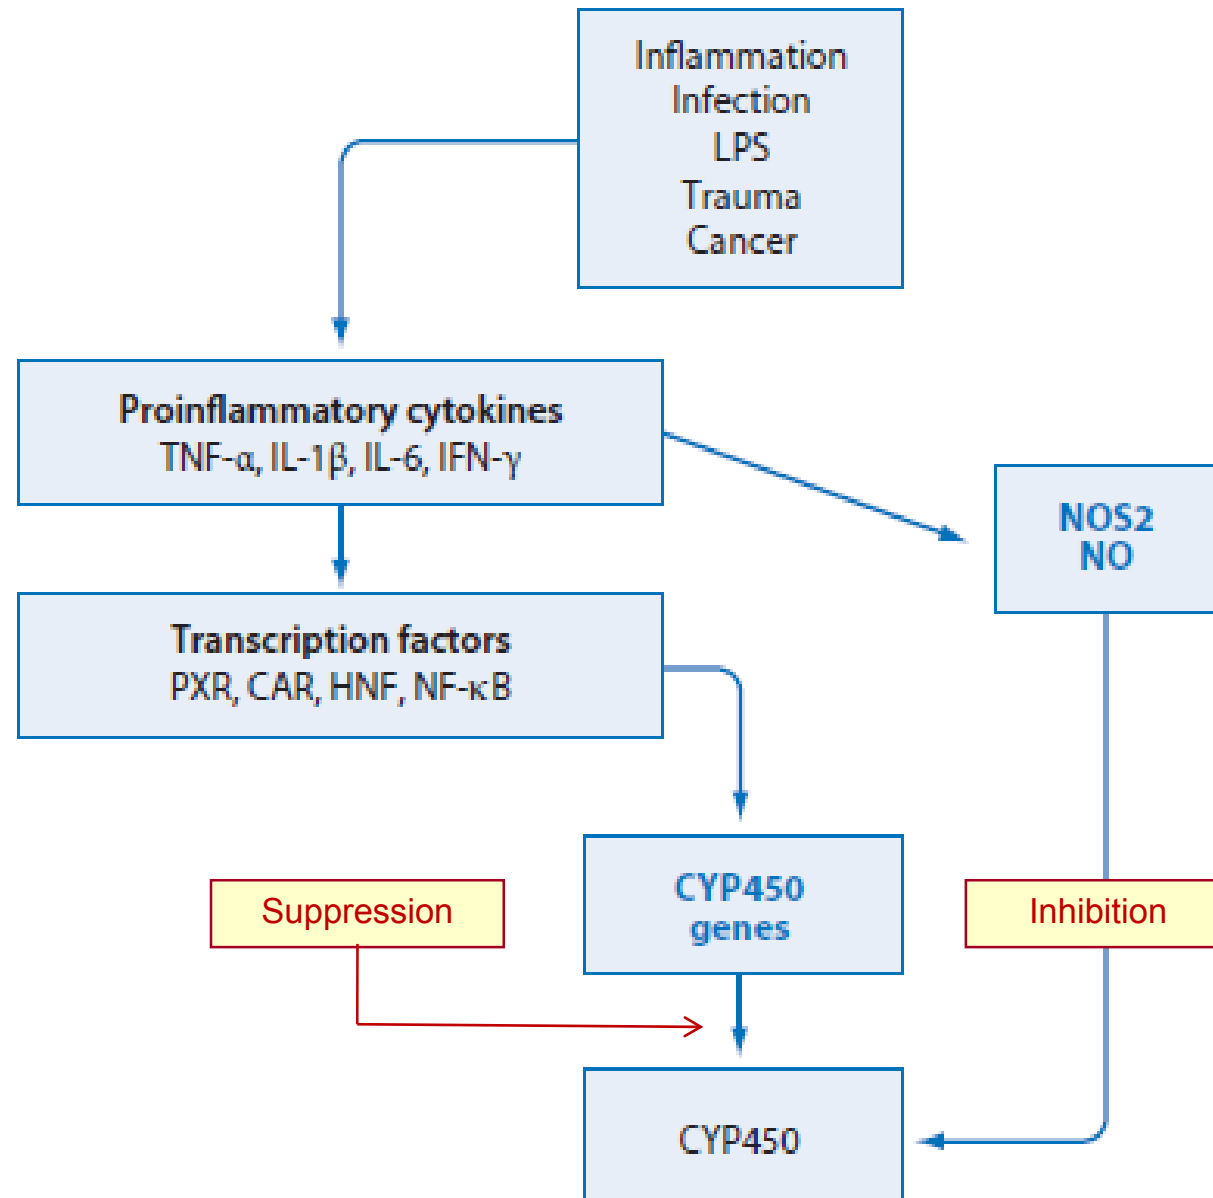 Inflammation
Infection
LPS
Trauma
Cancer
Proinflammatory cytokines
TNF-α, IL-1β, IL-6, IFN-γ
NOS2
NO
Transcription factors
PXR, CAR, HNF, NF-κB
CYP450
genes
Suppression
Inhibition
CYP450